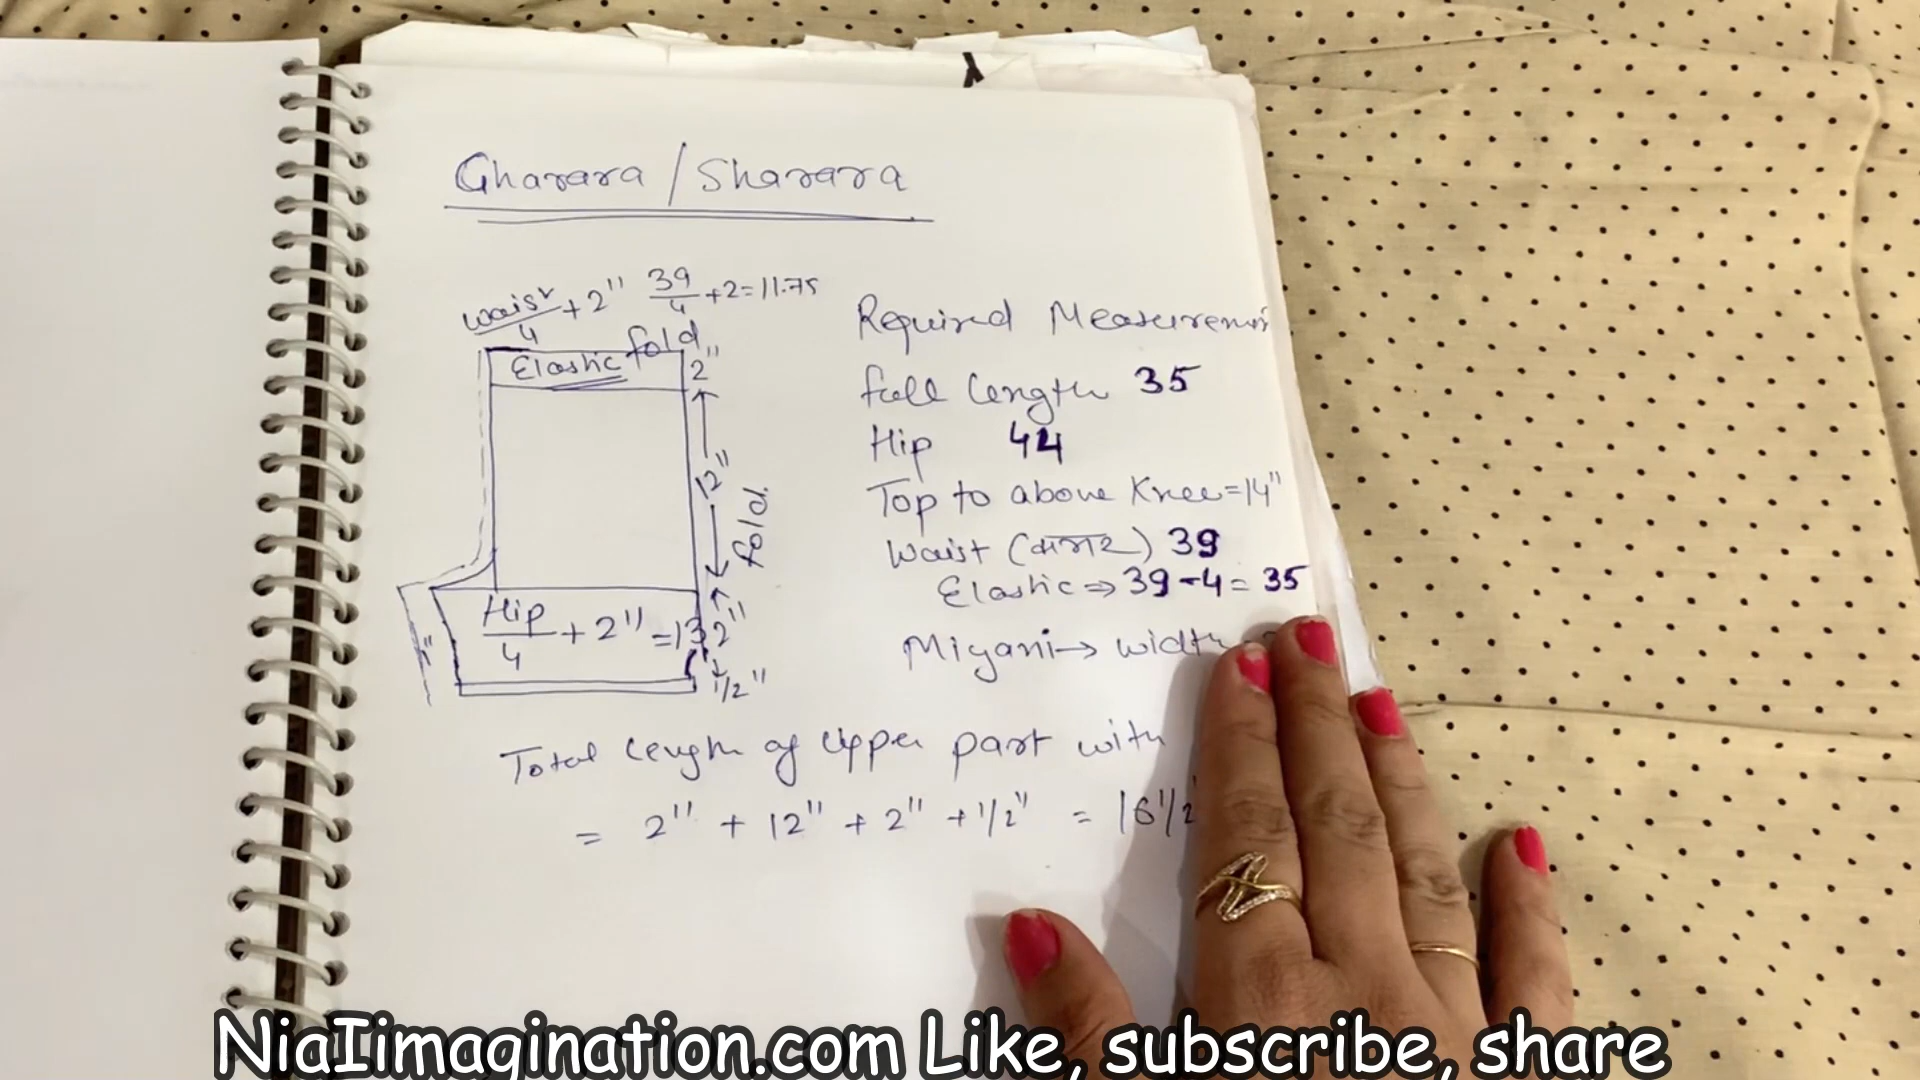 Gharara / Sharara
waist/4 + 2" 39/4 + 2 = 11.75
fold
Elastic
2"
12"
fold.
Hip/4 + 2" = 13
2"
1/2"
1"
Required Measuremen
full length 35
Hip 44
Top to above Knee = 14"
Waist (कमर) 39
Elastic ⇒ 39 - 4 = 35
Miyani → width
Total length of Upper part with
= 2" + 12" + 2" + 1/2" = 16 1/2"
NiaIimagination.com Like, subscribe, share